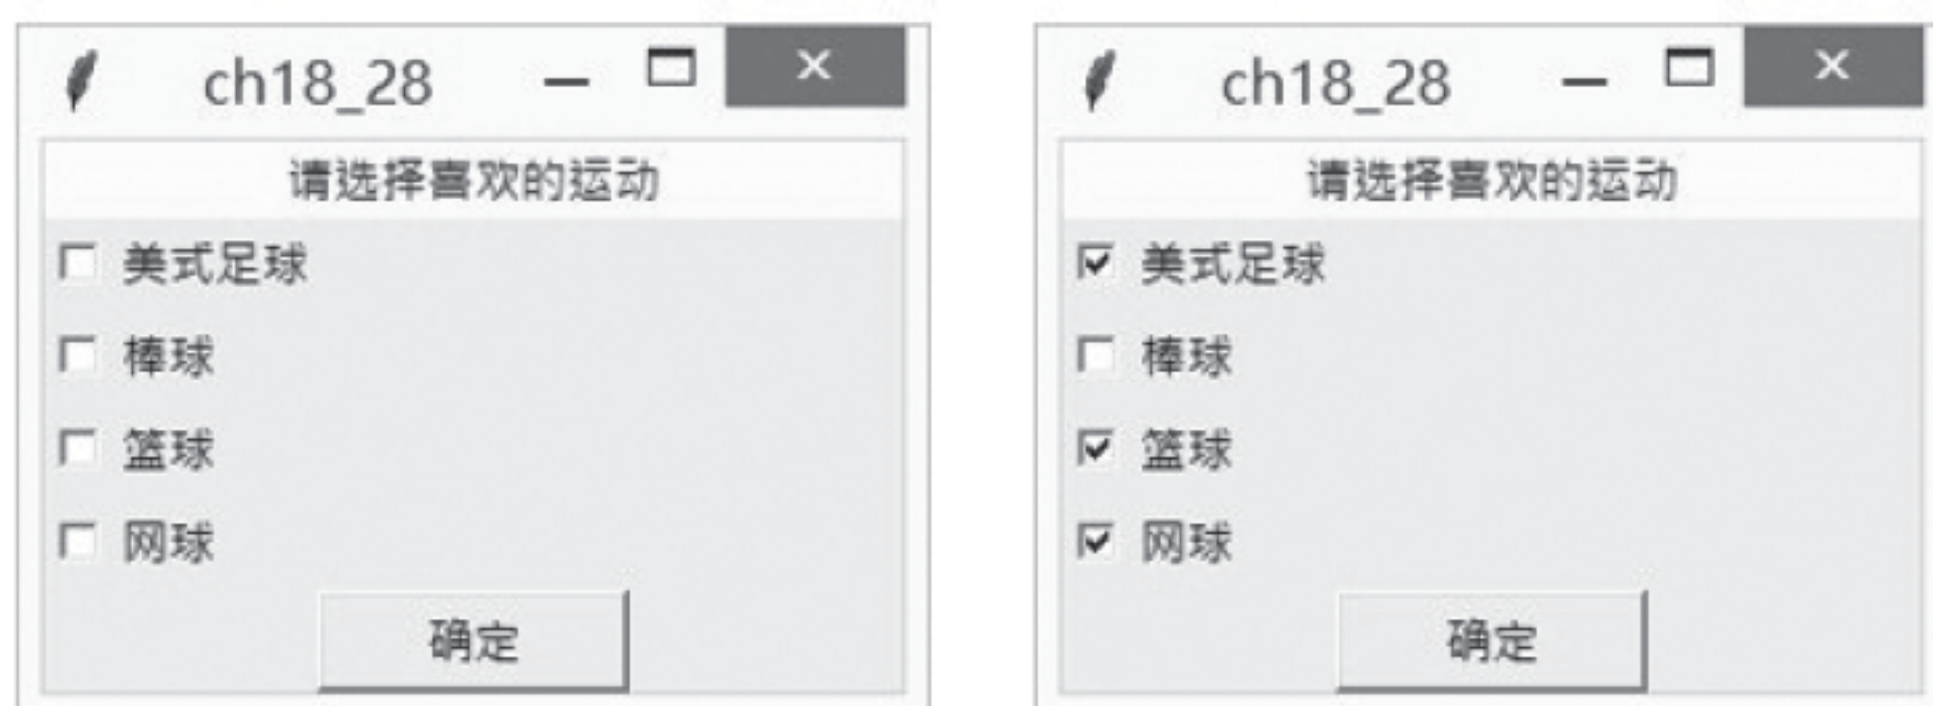 ch18_28
请选择喜欢的运动
美式足球
棒球
篮球
网球
确定
ch18_28
请选择喜欢的运动
美式足球
棒球
篮球
网球
确定